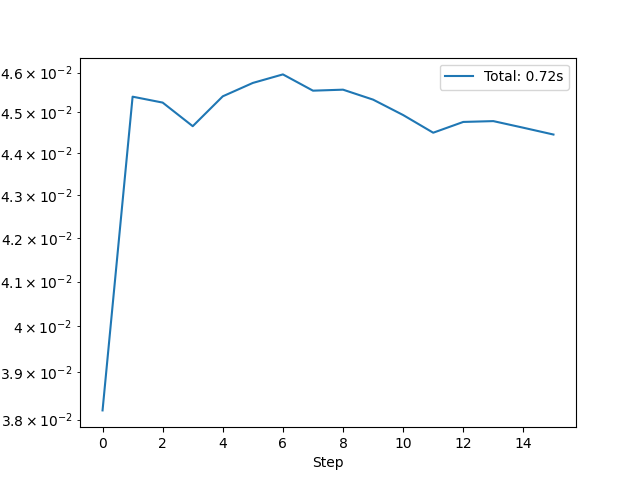 Total: 0.72s
4.6 × 10⁻²
4.5 × 10⁻²
4.4 × 10⁻²
4.3 × 10⁻²
4.2 × 10⁻²
4.1 × 10⁻²
4 × 10⁻²
3.9 × 10⁻²
3.8 × 10⁻²
0 2 4 6 8 10 12 14
Step